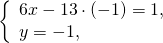 6x − 13 · (−1) = 1,
y = −1,